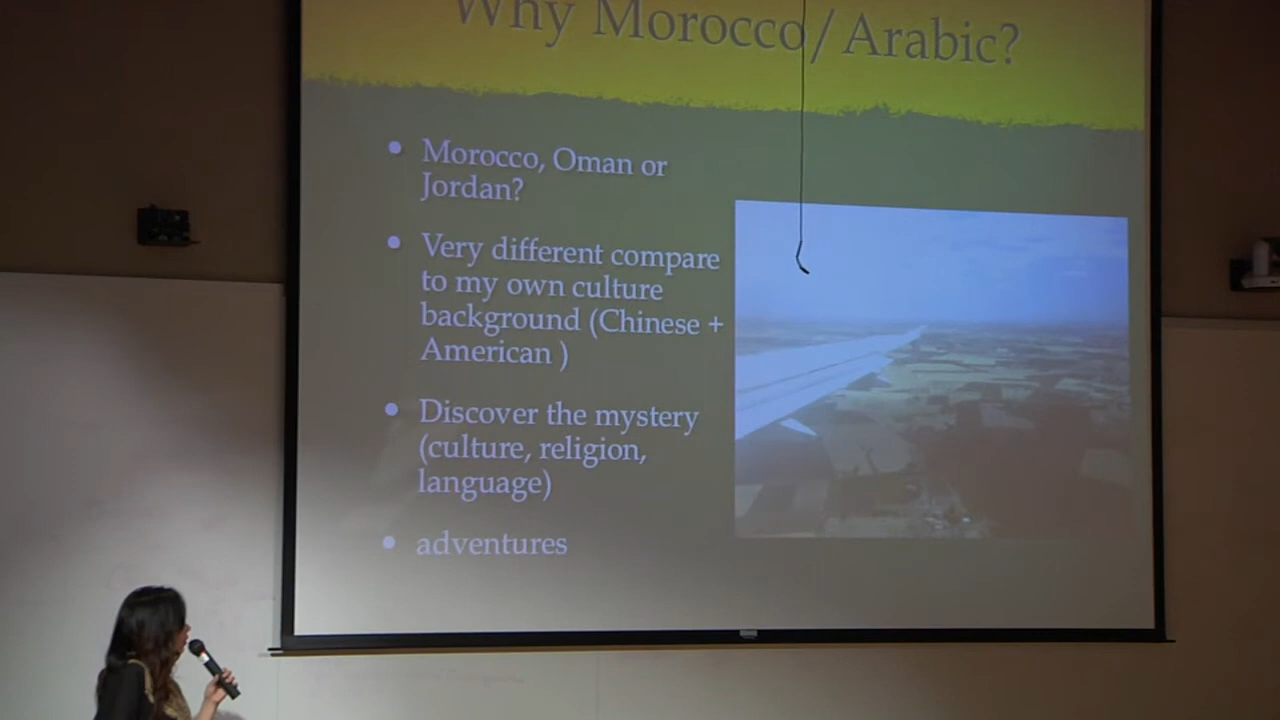 Why Morocco/ Arabic?
Morocco, Oman or
Jordan?
Very different compare
to my own culture
background (Chinese +
American )
Discover the mystery
(culture, religion,
language)
adventures